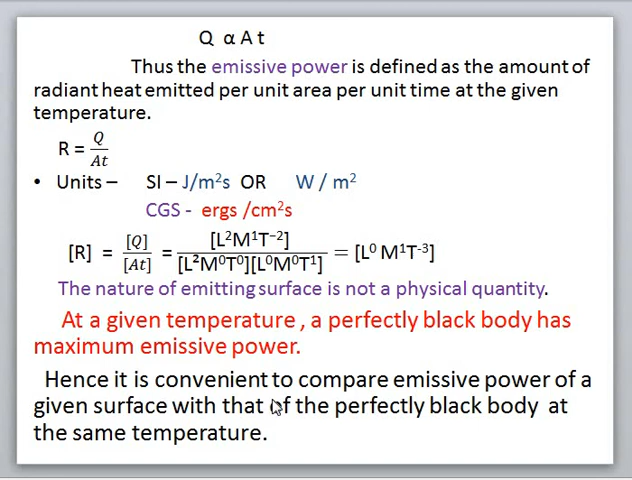 Q α A t
Thus the emissive power is defined as the amount of
radiant heat emitted per unit area per unit time at the given
temperature.
R = Q/At
• Units – SI – J/m²s OR W / m²
CGS - ergs /cm²s
[R] = [Q]/[At] = [L²M¹T⁻²]/[L²M⁰T⁰][L⁰M⁰T¹] = [L⁰ M¹T⁻³]
The nature of emitting surface is not a physical quantity.
At a given temperature , a perfectly black body has
maximum emissive power.
Hence it is convenient to compare emissive power of a
given surface with that of the perfectly black body at
the same temperature.